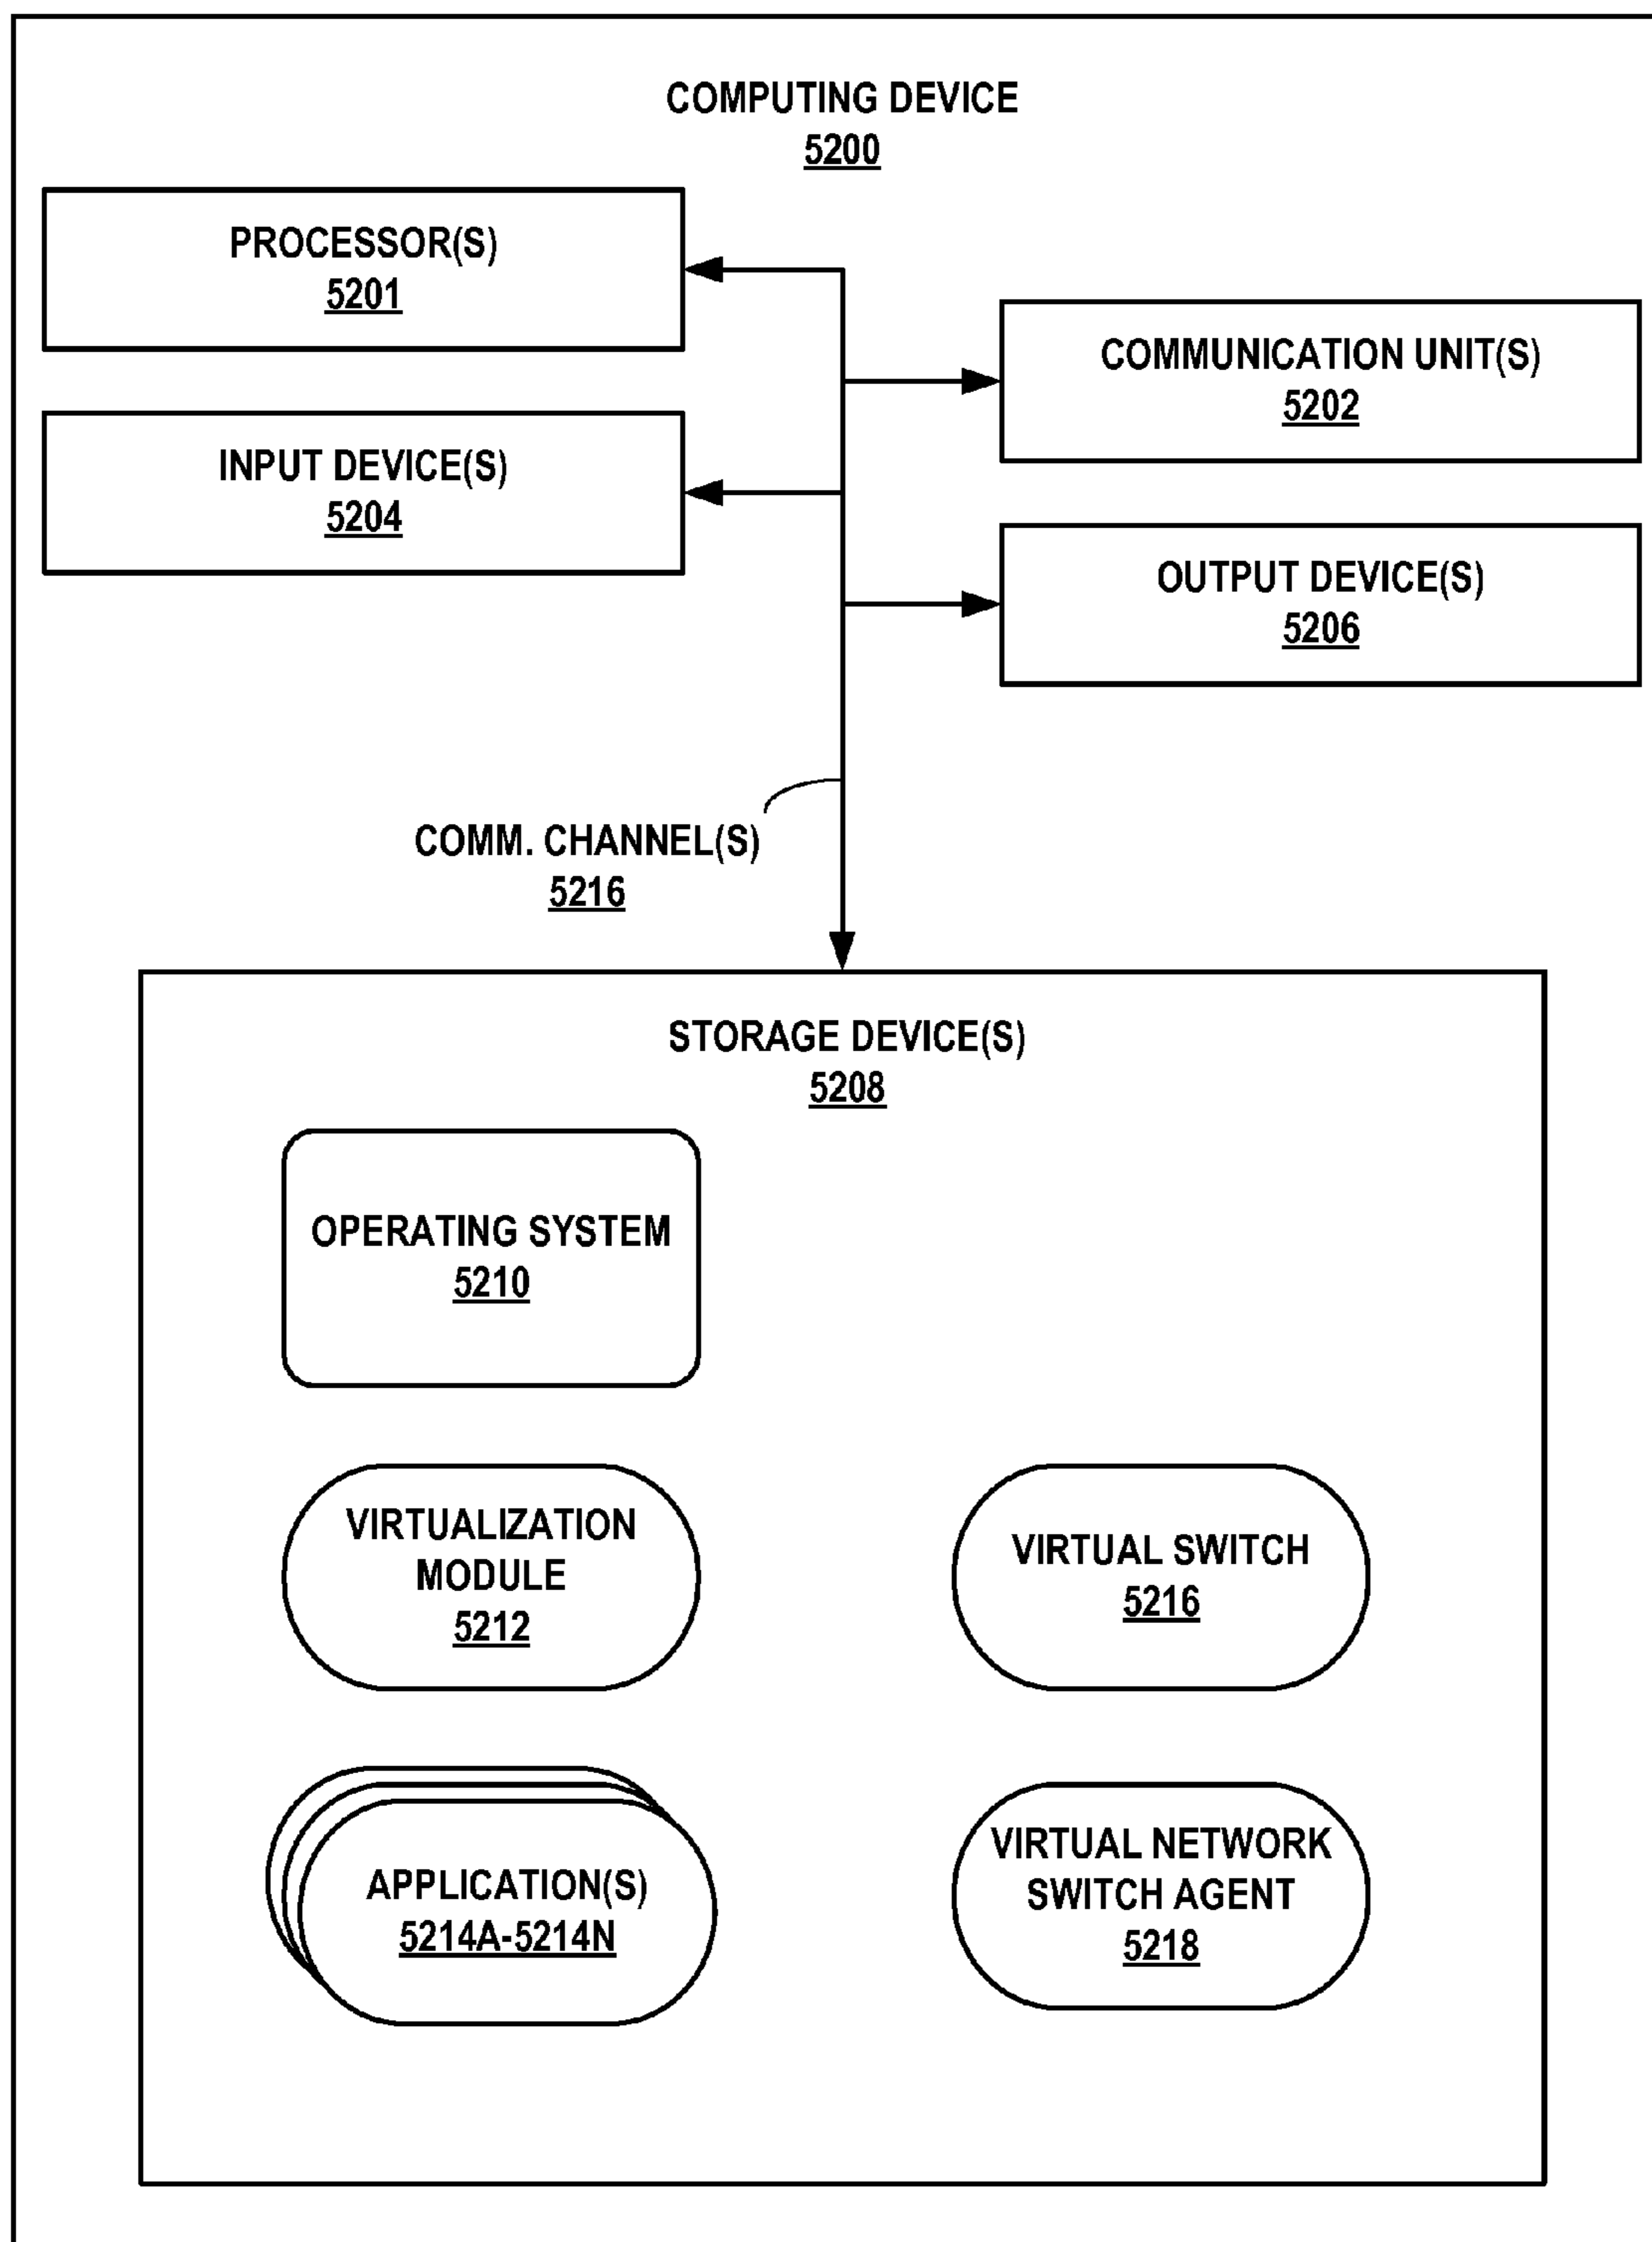 COMPUTING DEVICE
5200
PROCESSOR(S)
5201
COMMUNICATION UNIT(S)
5202
INPUT DEVICE(S)
5204
OUTPUT DEVICE(S)
5206
COMM. CHANNEL(S)
5216
STORAGE DEVICE(S)
5208
OPERATING SYSTEM
5210
VIRTUALIZATION
MODULE
5212
VIRTUAL SWITCH
5216
APPLICATION(S)
5214A-5214N
VIRTUAL NETWORK
SWITCH AGENT
5218